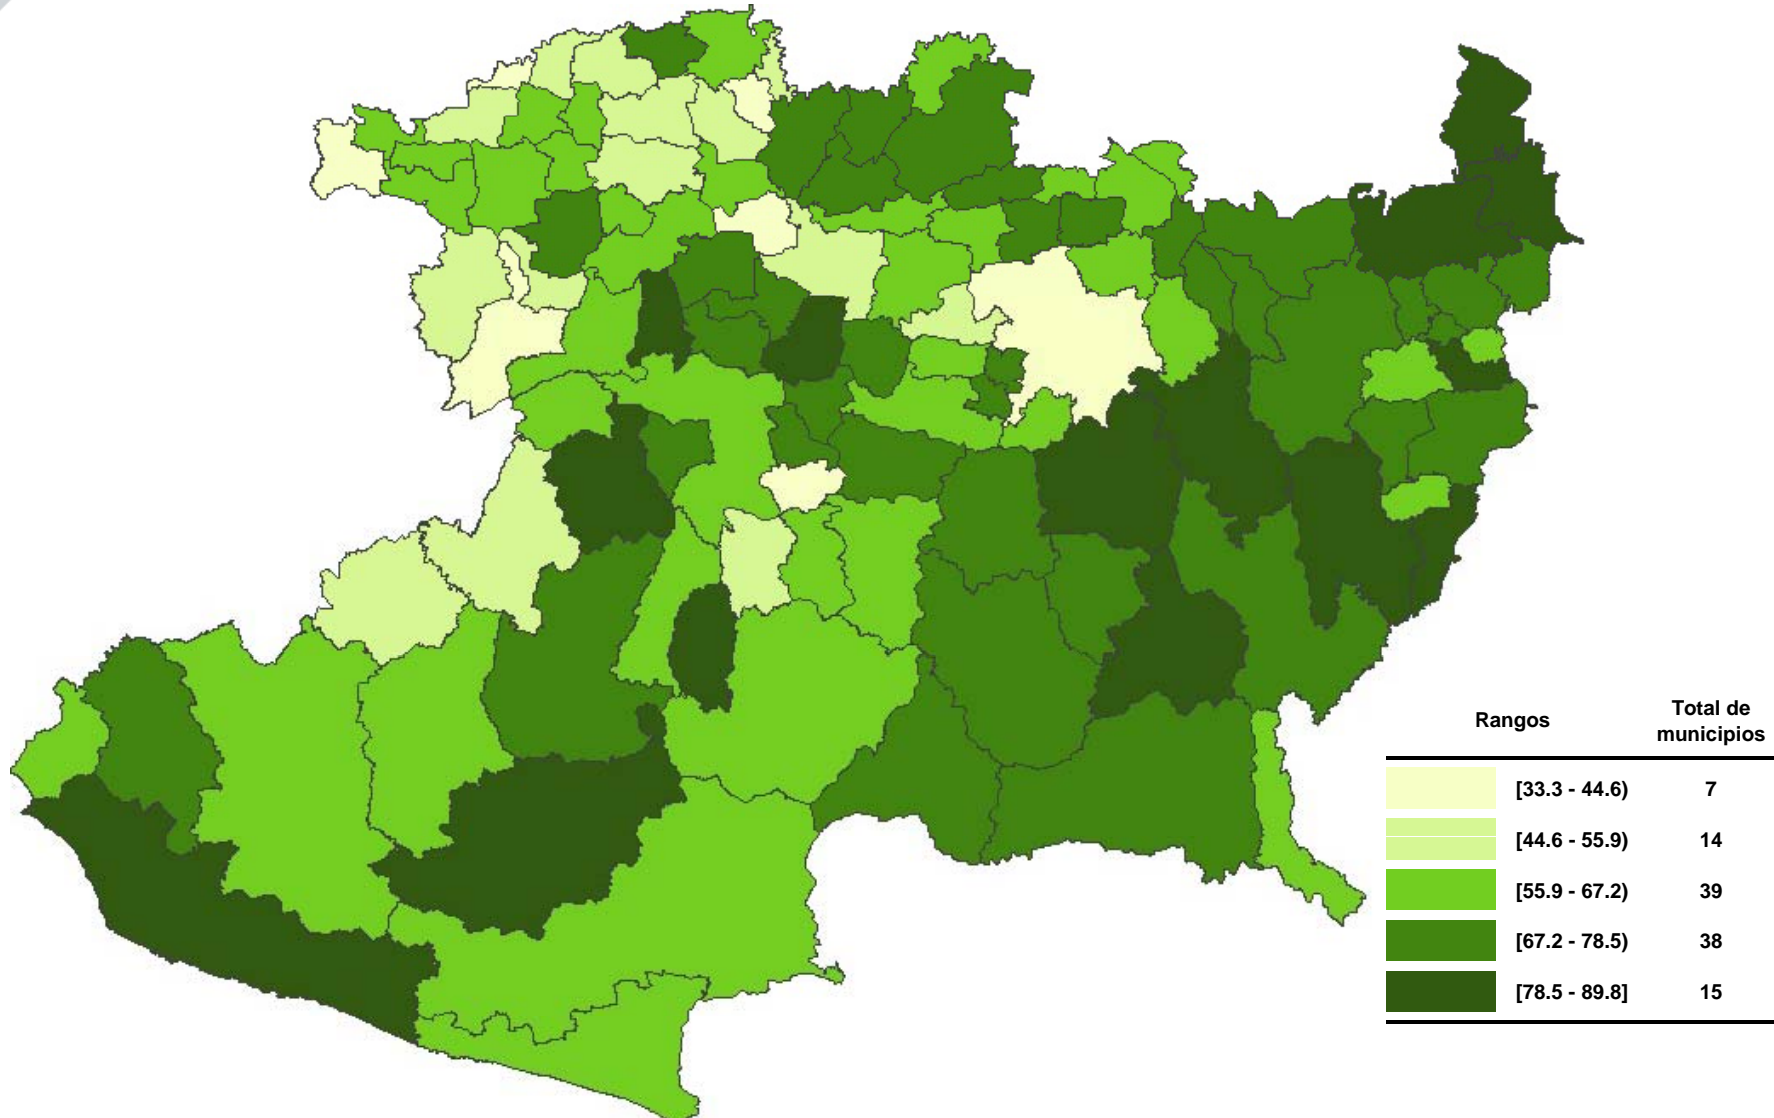 Rangos
Total de
municipios
[33.3 - 44.6) 7
[44.6 - 55.9) 14
[55.9 - 67.2) 39
[67.2 - 78.5) 38
[78.5 - 89.8] 15